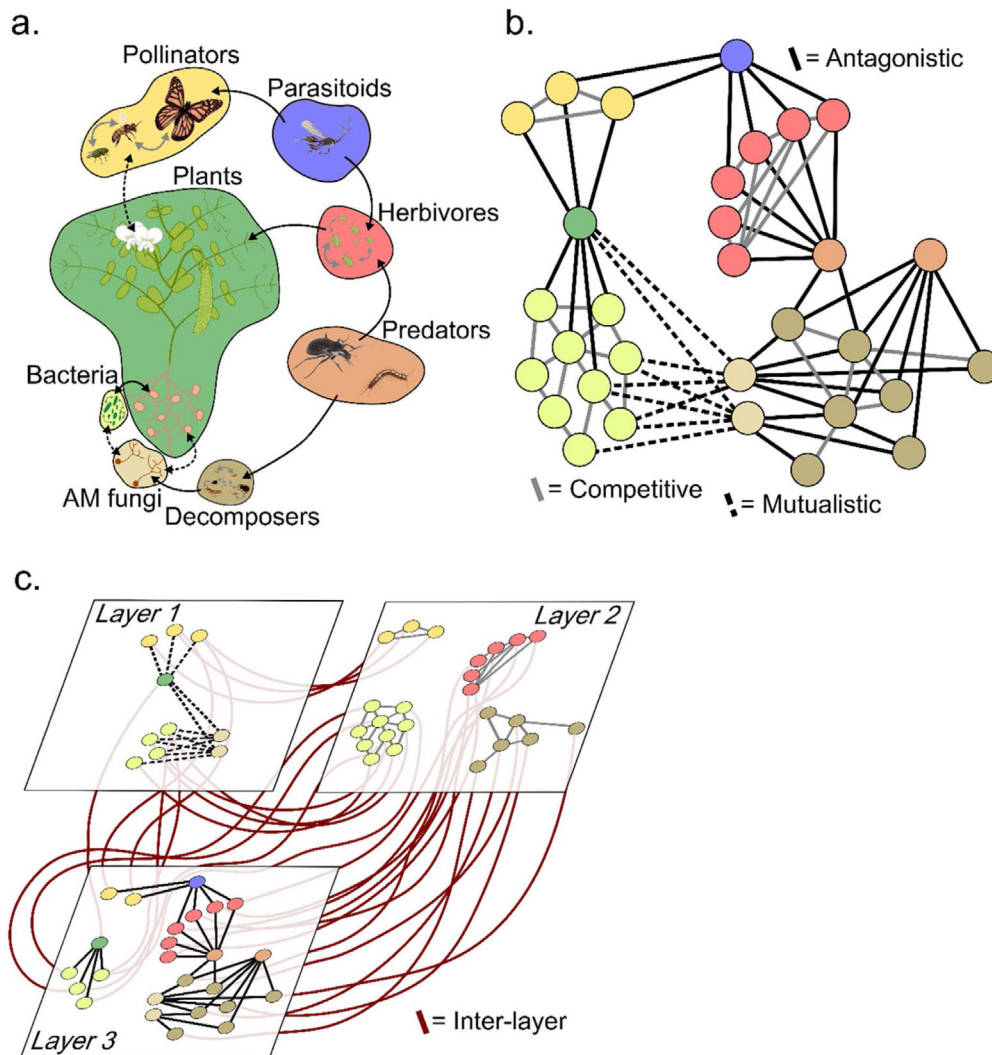 a.
Pollinators
Parasitoids
Plants
Herbivores
Predators
Bacteria
AM fungi
Decomposers
b.
= Antagonistic
= Competitive
= Mutualistic
c.
Layer 1
Layer 2
Layer 3
= Inter-layer